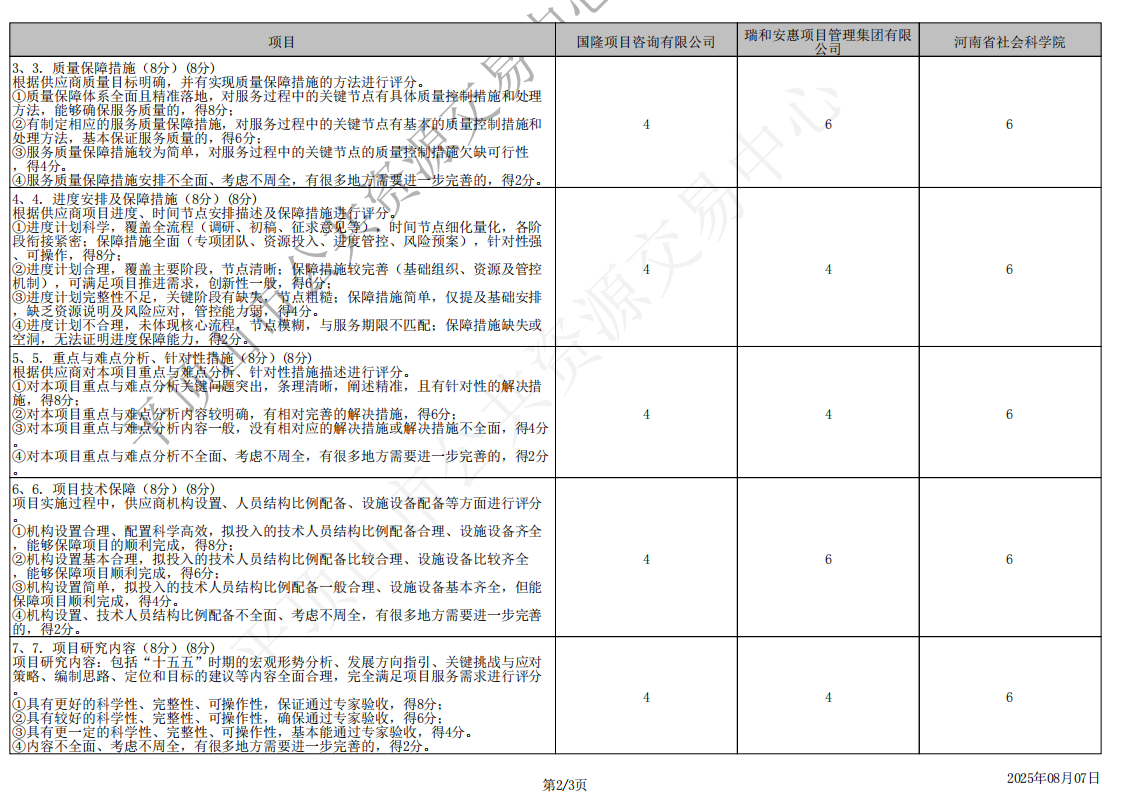 项目
国隆项目咨询有限公司
瑞和安惠项目管理集团有限
公司
河南省社会科学院
3、3. 质量保障措施（8分）(8分)
根据供应商质量目标明确，并有实现质量保障措施的方法进行评分。
①质量保障体系全面且精准落地，对服务过程中的关键节点有具体质量控制措施和处理
方法，能够确保服务质量的，得8分；
②有制定相应的服务质量保障措施，对服务过程中的关键节点有基本的质量控制措施和
处理方法，基本保证服务质量的，得6分；
③服务质量保障措施较为简单，对服务过程中的关键节点的质量控制措施欠缺可行性
，得4分。
④服务质量保障措施安排不全面、考虑不周全，有很多地方需要进一步完善的，得2分。
4
6
6
4、4. 进度安排及保障措施（8分）(8分)
根据供应商项目进度、时间节点安排描述及保障措施进行评分。
①进度计划科学，覆盖全流程（调研、初稿、征求意见等），时间节点细化量化，各阶
段衔接紧密；保障措施全面（专项团队、资源投入、进度管控、风险预案），针对性强
、可操作，得8分；
②进度计划合理，覆盖主要阶段，节点清晰；保障措施较完善（基础组织、资源及管控
机制），可满足项目推进需求，创新性一般，得6分；
③进度计划完整性不足，关键阶段有缺失，节点粗糙；保障措施简单，仅提及基础安排
，缺乏资源说明及风险应对，管控能力弱，得4分。
④进度计划不合理，未体现核心流程，节点模糊，与服务期限不匹配；保障措施缺失或
空洞，无法证明进度保障能力，得2分。
4
4
6
5、5. 重点与难点分析、针对性措施（8分）(8分)
根据供应商对本项目重点与难点分析、针对性措施描述进行评分。
①对本项目重点与难点分析关键问题突出，条理清晰，阐述精准，且有针对性的解决措
施，得8分；
②对本项目重点与难点分析内容较明确，有相对完善的解决措施，得6分；
③对本项目重点与难点分析内容一般，没有相对应的解决措施或解决措施不全面，得4分
。
④对本项目重点与难点分析不全面、考虑不周全，有很多地方需要进一步完善的，得2分
。
4
4
6
6、6. 项目技术保障（8分）(8分)
项目实施过程中，供应商机构设置、人员结构比例配备、设施设备配备等方面进行评分
。
①机构设置合理、配置科学高效，拟投入的技术人员结构比例配备合理、设施设备齐全
，能够保障项目的顺利完成，得8分；
②机构设置基本合理，拟投入的技术人员结构比例配备比较合理、设施设备比较齐全
，能够保障项目顺利完成，得6分；
③机构设置简单，拟投入的技术人员结构比例配备一般合理、设施设备基本齐全，但能
保障项目顺利完成，得4分。
④机构设置、技术人员结构比例配备不全面、考虑不周全，有很多地方需要进一步完善
的，得2分。
4
6
6
7、7. 项目研究内容（8分）(8分)
项目研究内容：包括“十五五”时期的宏观形势分析、发展方向指引、关键挑战与应对
策略、编制思路、定位和目标的建议等内容全面合理，完全满足项目服务需求进行评分
。
①具有更好的科学性、完整性、可操作性，保证通过专家验收，得8分；
②具有较好的科学性、完整性、可操作性，确保通过专家验收，得6分；
③具有更一定的科学性、完整性、可操作性，基本能通过专家验收，得4分。
④内容不全面、考虑不周全，有很多地方需要进一步完善的，得2分。
4
4
6
平顶山市公共资源交易中心
平顶山市公共资源交易中心
第2/3页
2025年08月07日